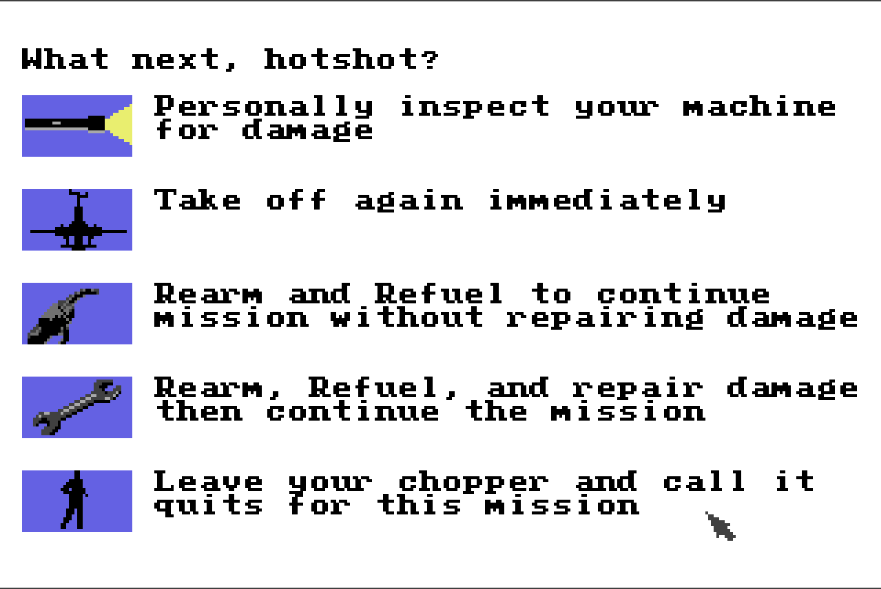 What next, hotshot?
Personally inspect your machine
for damage
Take off again immediately
Rearm and Refuel to continue
mission without repairing damage
Rearm, Refuel, and repair damage
then continue the mission
Leave your chopper and call it
quits for this mission